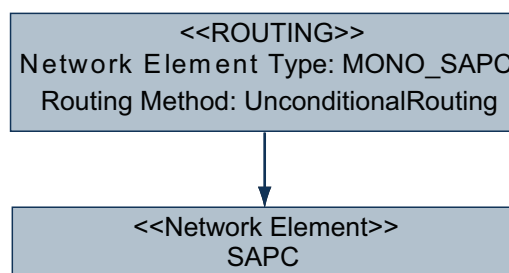 <<ROUTING>>
Network Element Type: MONO_SAPC
Routing Method: UnconditionalRouting
<<Network Element>>
SAPC